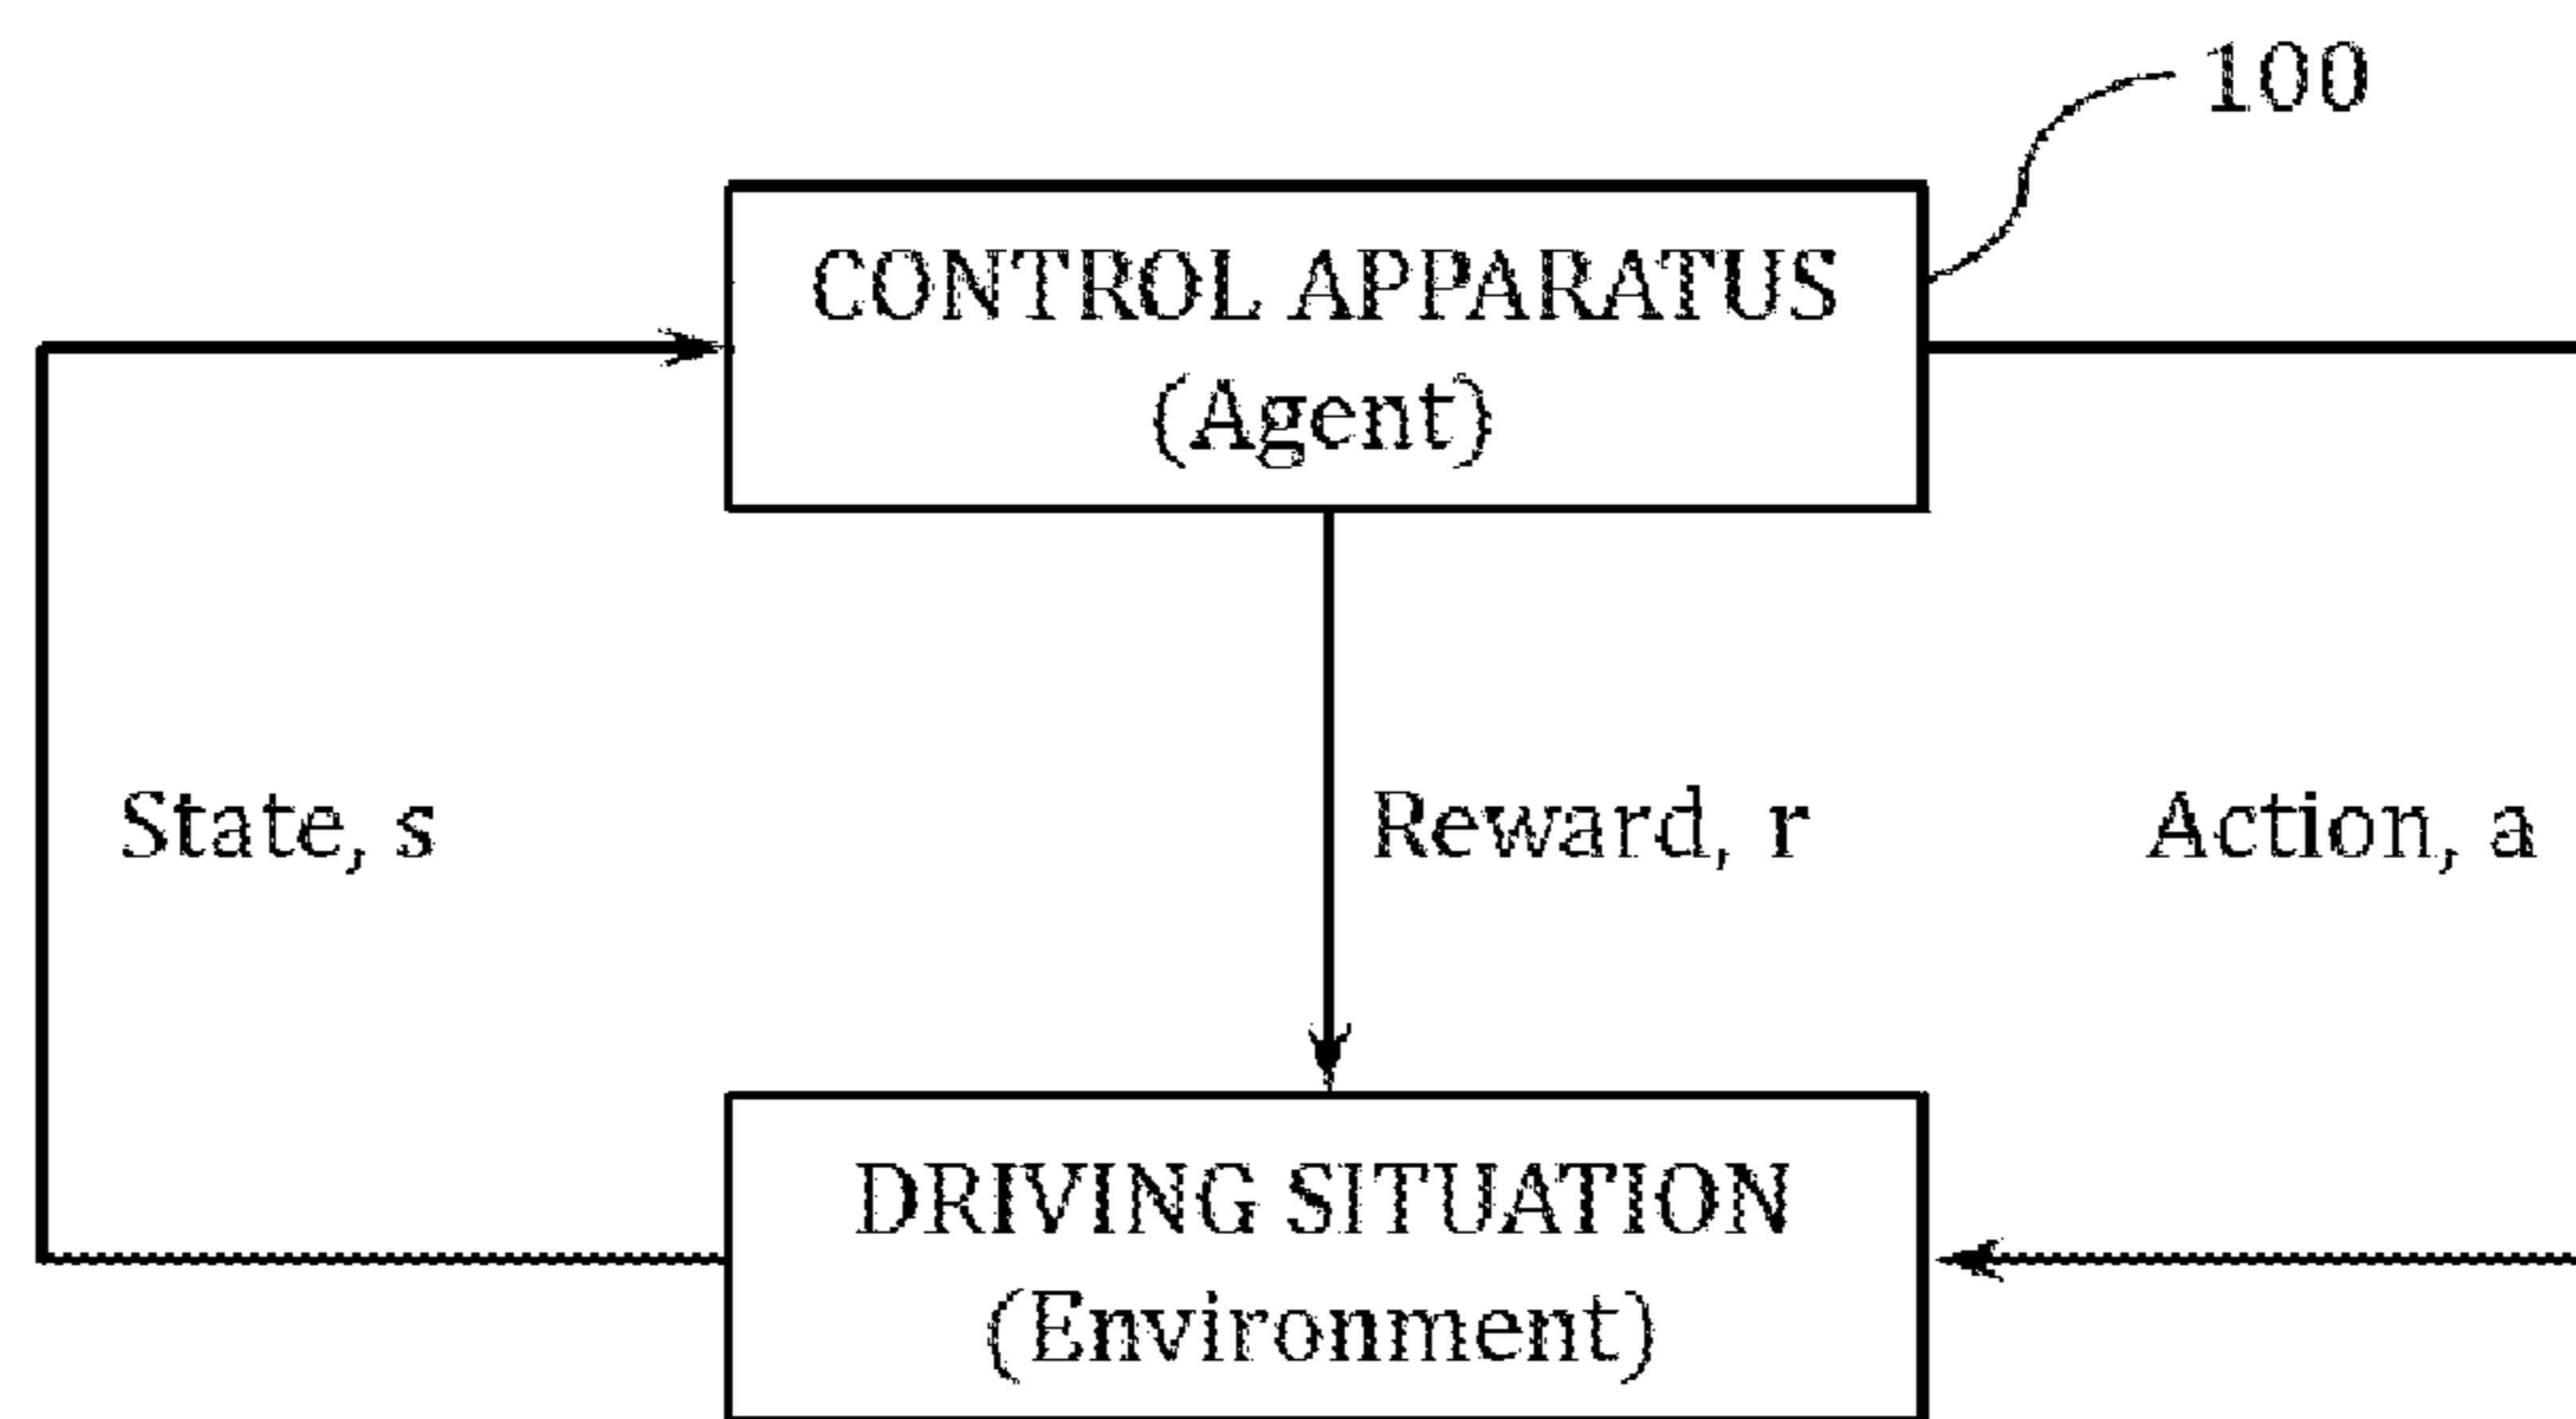 100
CONTROL APPARATUS
(Agent)
State, s
Reward, r
Action, a
DRIVING SITUATION
(Environment)